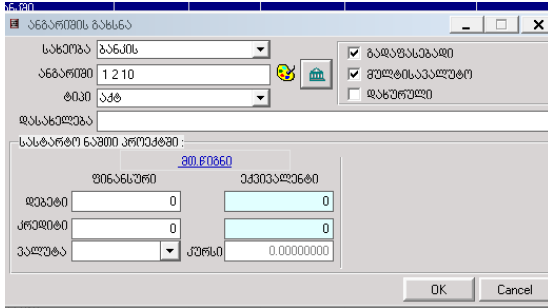 ანგარიშის გახსნა
სახეობა ბანკის
გადაფასებადი
ანგარიში 1 2 10
მულტისავალუტო
ტიპი აქტ
დახურული
დასახელება
სასტარტო ნაშთი პროექტში :
მთ.წიგნი
ფინანსური ეკვივალენტი
დებეტი 0 0
კრედიტი 0 0
ვალუტა კურსი 0.00000000
OK Cancel